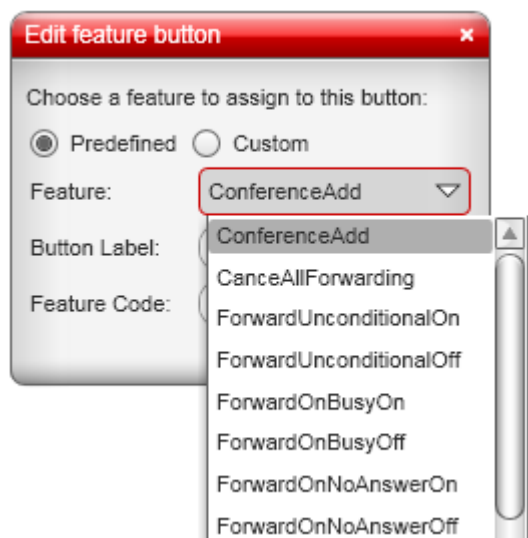 Edit feature button
Choose a feature to assign to this button:
Predefined Custom
Feature: ConferenceAdd
ConferenceAdd
Button Label:
CanceAllForwarding
Feature Code:
ForwardUnconditionalOn
ForwardUnconditionalOff
ForwardOnBusyOn
ForwardOnBusyOff
ForwardOnNoAnswerOn
ForwardOnNoAnswerOff